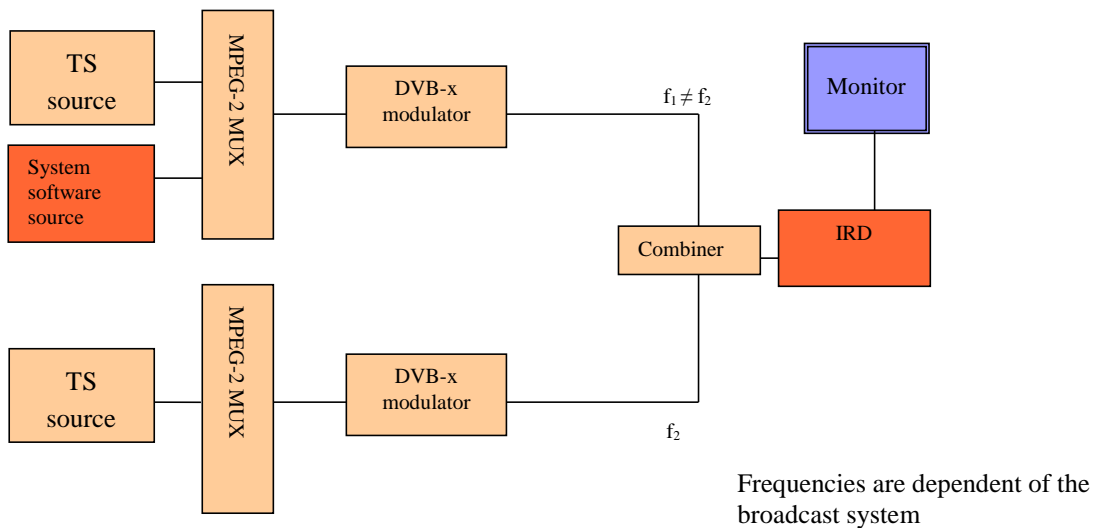 TS
source
System
software
source
MPEG-2 MUX
DVB-x
modulator
f₁ ≠ f₂
Monitor
IRD
Combiner
TS
source
MPEG-2 MUX
DVB-x
modulator
f₂
Frequencies are dependent of the
broadcast system